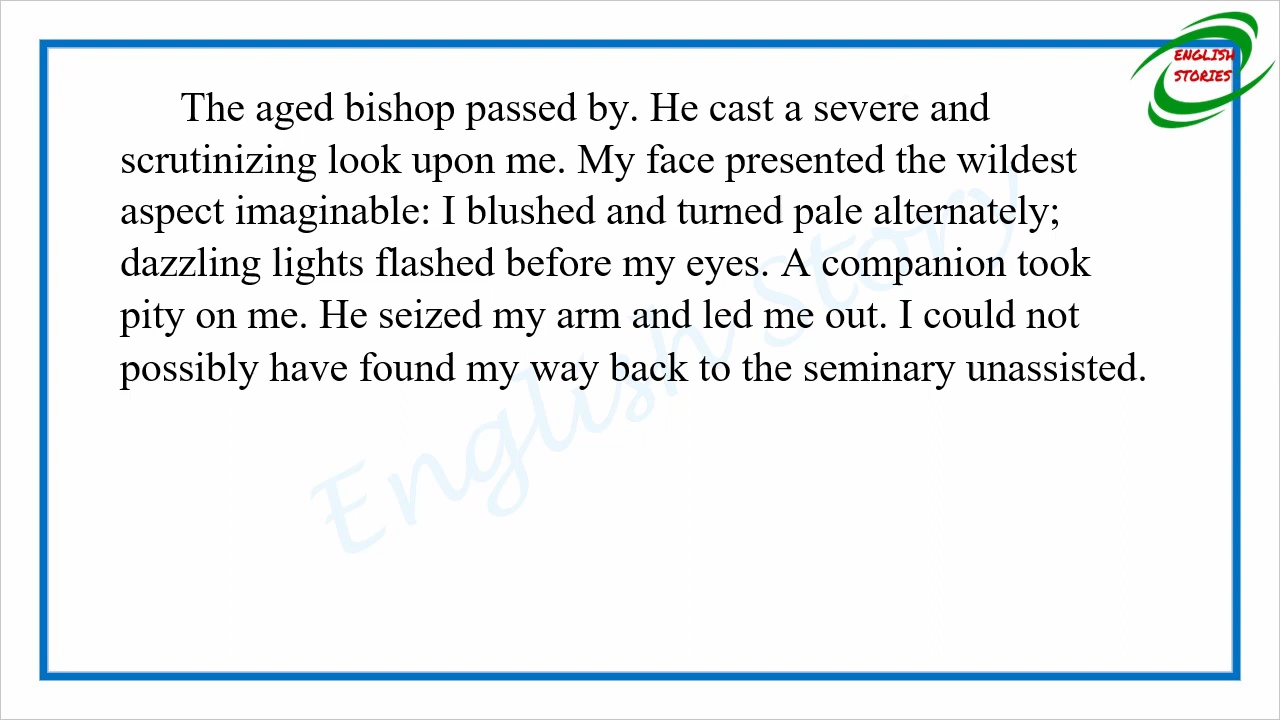 ENGLISH
STORIES
The aged bishop passed by. He cast a severe and
scrutinizing look upon me. My face presented the wildest
aspect imaginable: I blushed and turned pale alternately;
dazzling lights flashed before my eyes. A companion took
pity on me. He seized my arm and led me out. I could not
possibly have found my way back to the seminary unassisted.
English Story